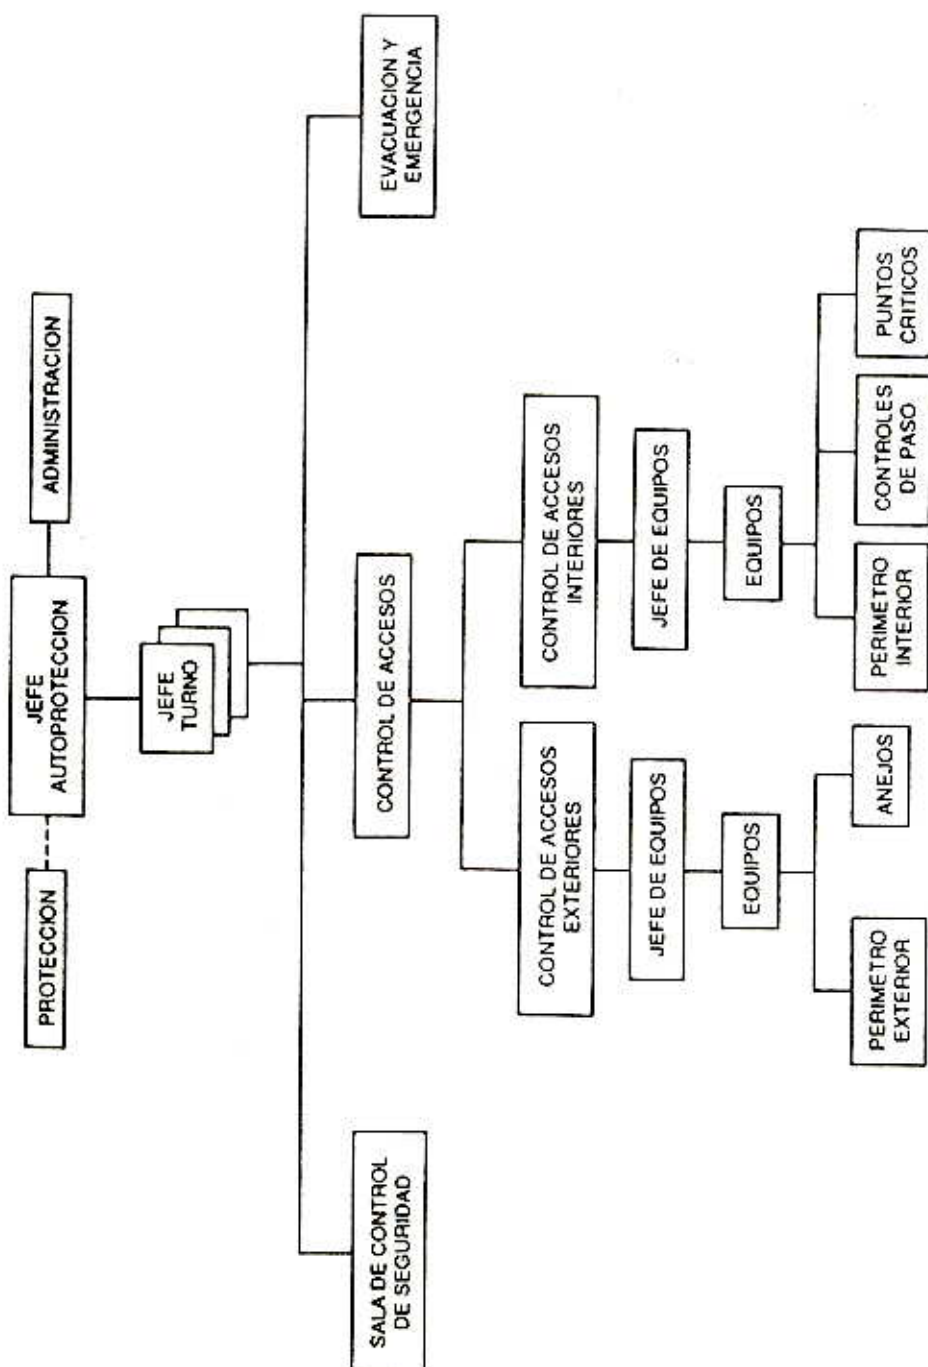 PROTECCION
JEFE
AUTOPROTECCION
ADMINISTRACION
JEFE
TURNO
SALA DE CONTROL
DE SEGURIDAD
CONTROL DE ACCESOS
EVACUACION Y
EMERGENCIA
CONTROL DE ACCESOS
EXTERIORES
CONTROL DE ACCESOS
INTERIORES
JEFE DE EQUIPOS
JEFE DE EQUIPOS
EQUIPOS
EQUIPOS
PERIMETRO
EXTERIOR
ANEJOS
PERIMETRO
INTERIOR
CONTROLES
DE PASO
PUNTOS
CRITICOS